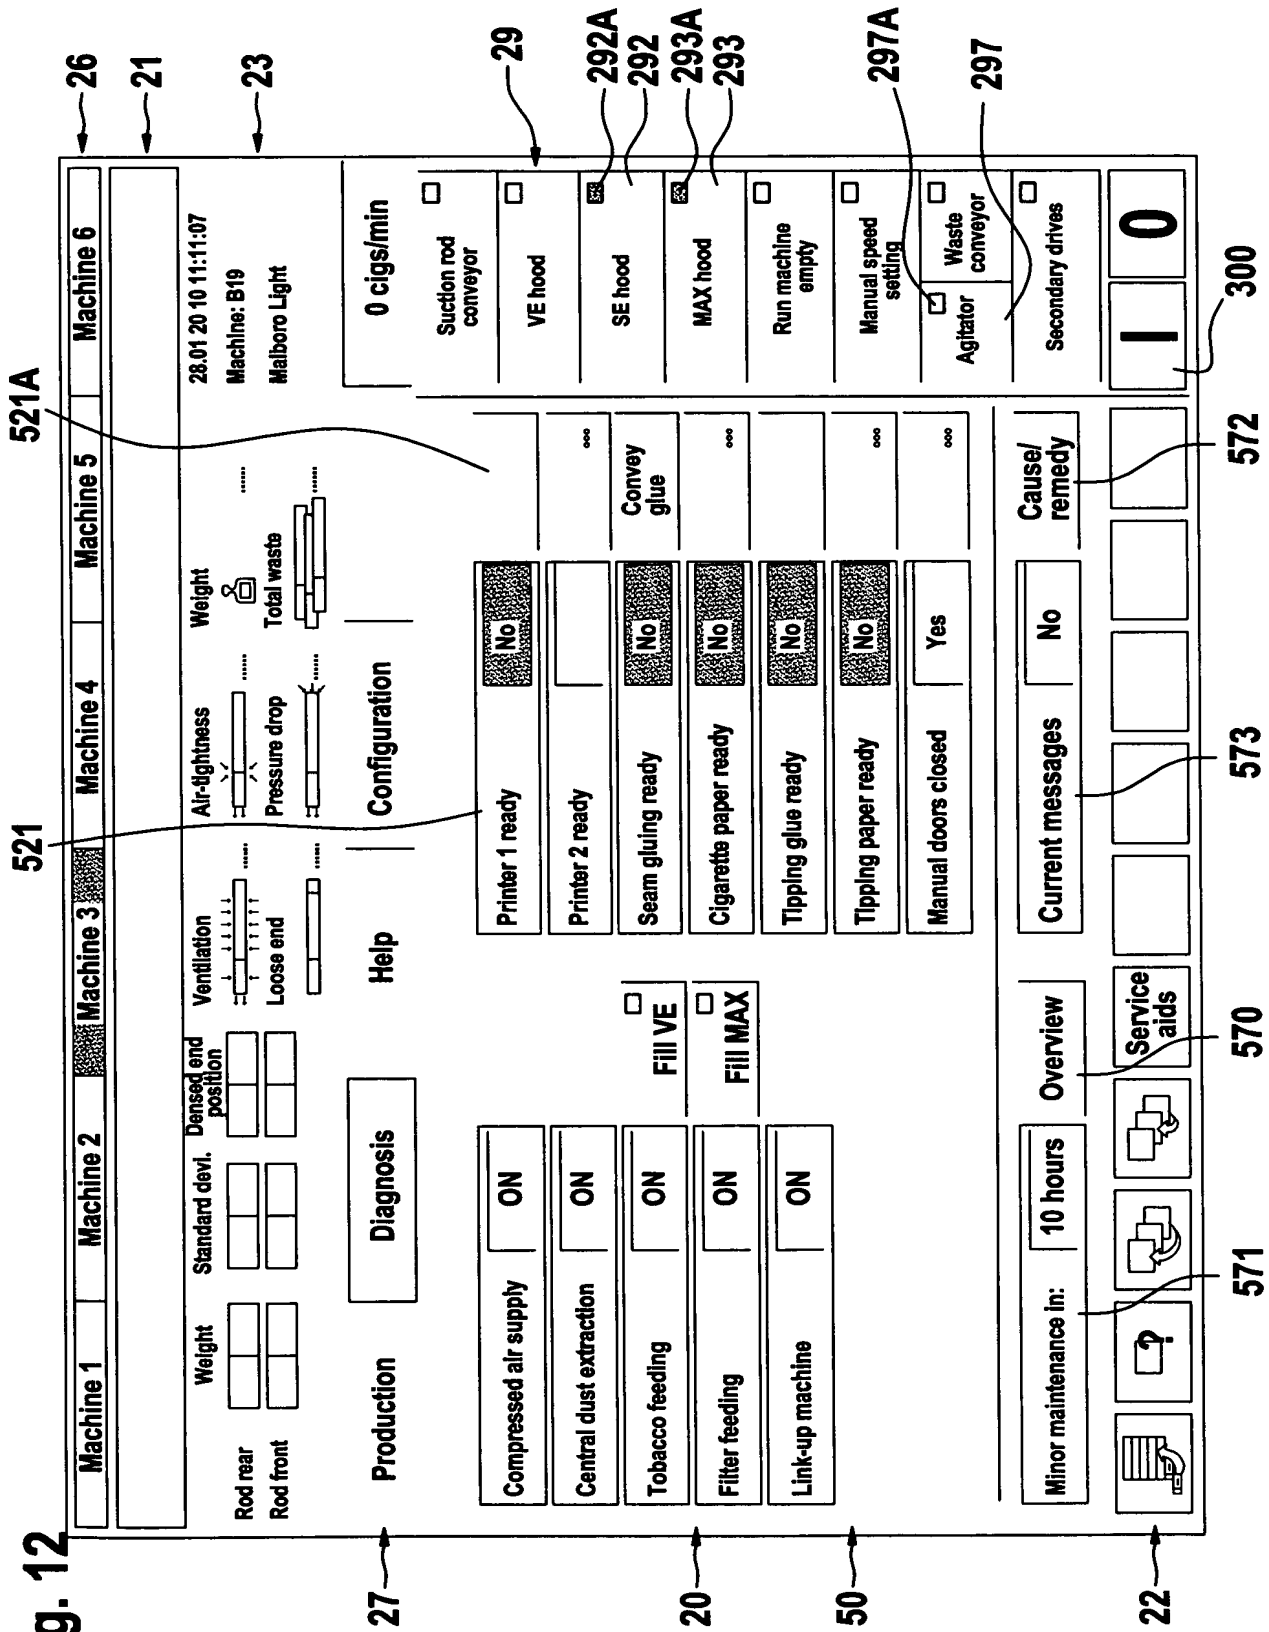 g. 12
Machine 1
Machine 2
Machine 3
Machine 4
Machine 5
Machine 6
26
21
23
Weight
Standard devi.
Densed end
position
Ventilation
Air-tightness
Weight
28.01 20 10 11:11:07
Rod rear
Machine: B19
Rod front
Loose end
Pressure drop
Total waste
Malboro Light
521
521A
27
Production
Diagnosis
Help
Configuration
0 cigs/min
Compressed air supply
ON
Printer 1 ready
No
Suction rod
conveyor
Central dust extraction
ON
Printer 2 ready
ooo
VE hood
29
Tobacco feeding
ON
Fill VE
Seam gluing ready
No
Convey
glue
SE hood
292A
292
Filter feeding
ON
Fill MAX
Cigarette paper ready
No
ooo
MAX hood
293A
293
Link-up machine
ON
Tipping glue ready
No
Run machine
empty
Tipping paper ready
No
ooo
Manual speed
setting
297A
Manual doors closed
Yes
ooo
Agitator
Waste
conveyor
297
20
50
Minor maintenance in:
10 hours
Overview
Current messages
No
Cause/
remedy
Secondary drives
22
?
Service
aids
I
0
571
570
573
572
300